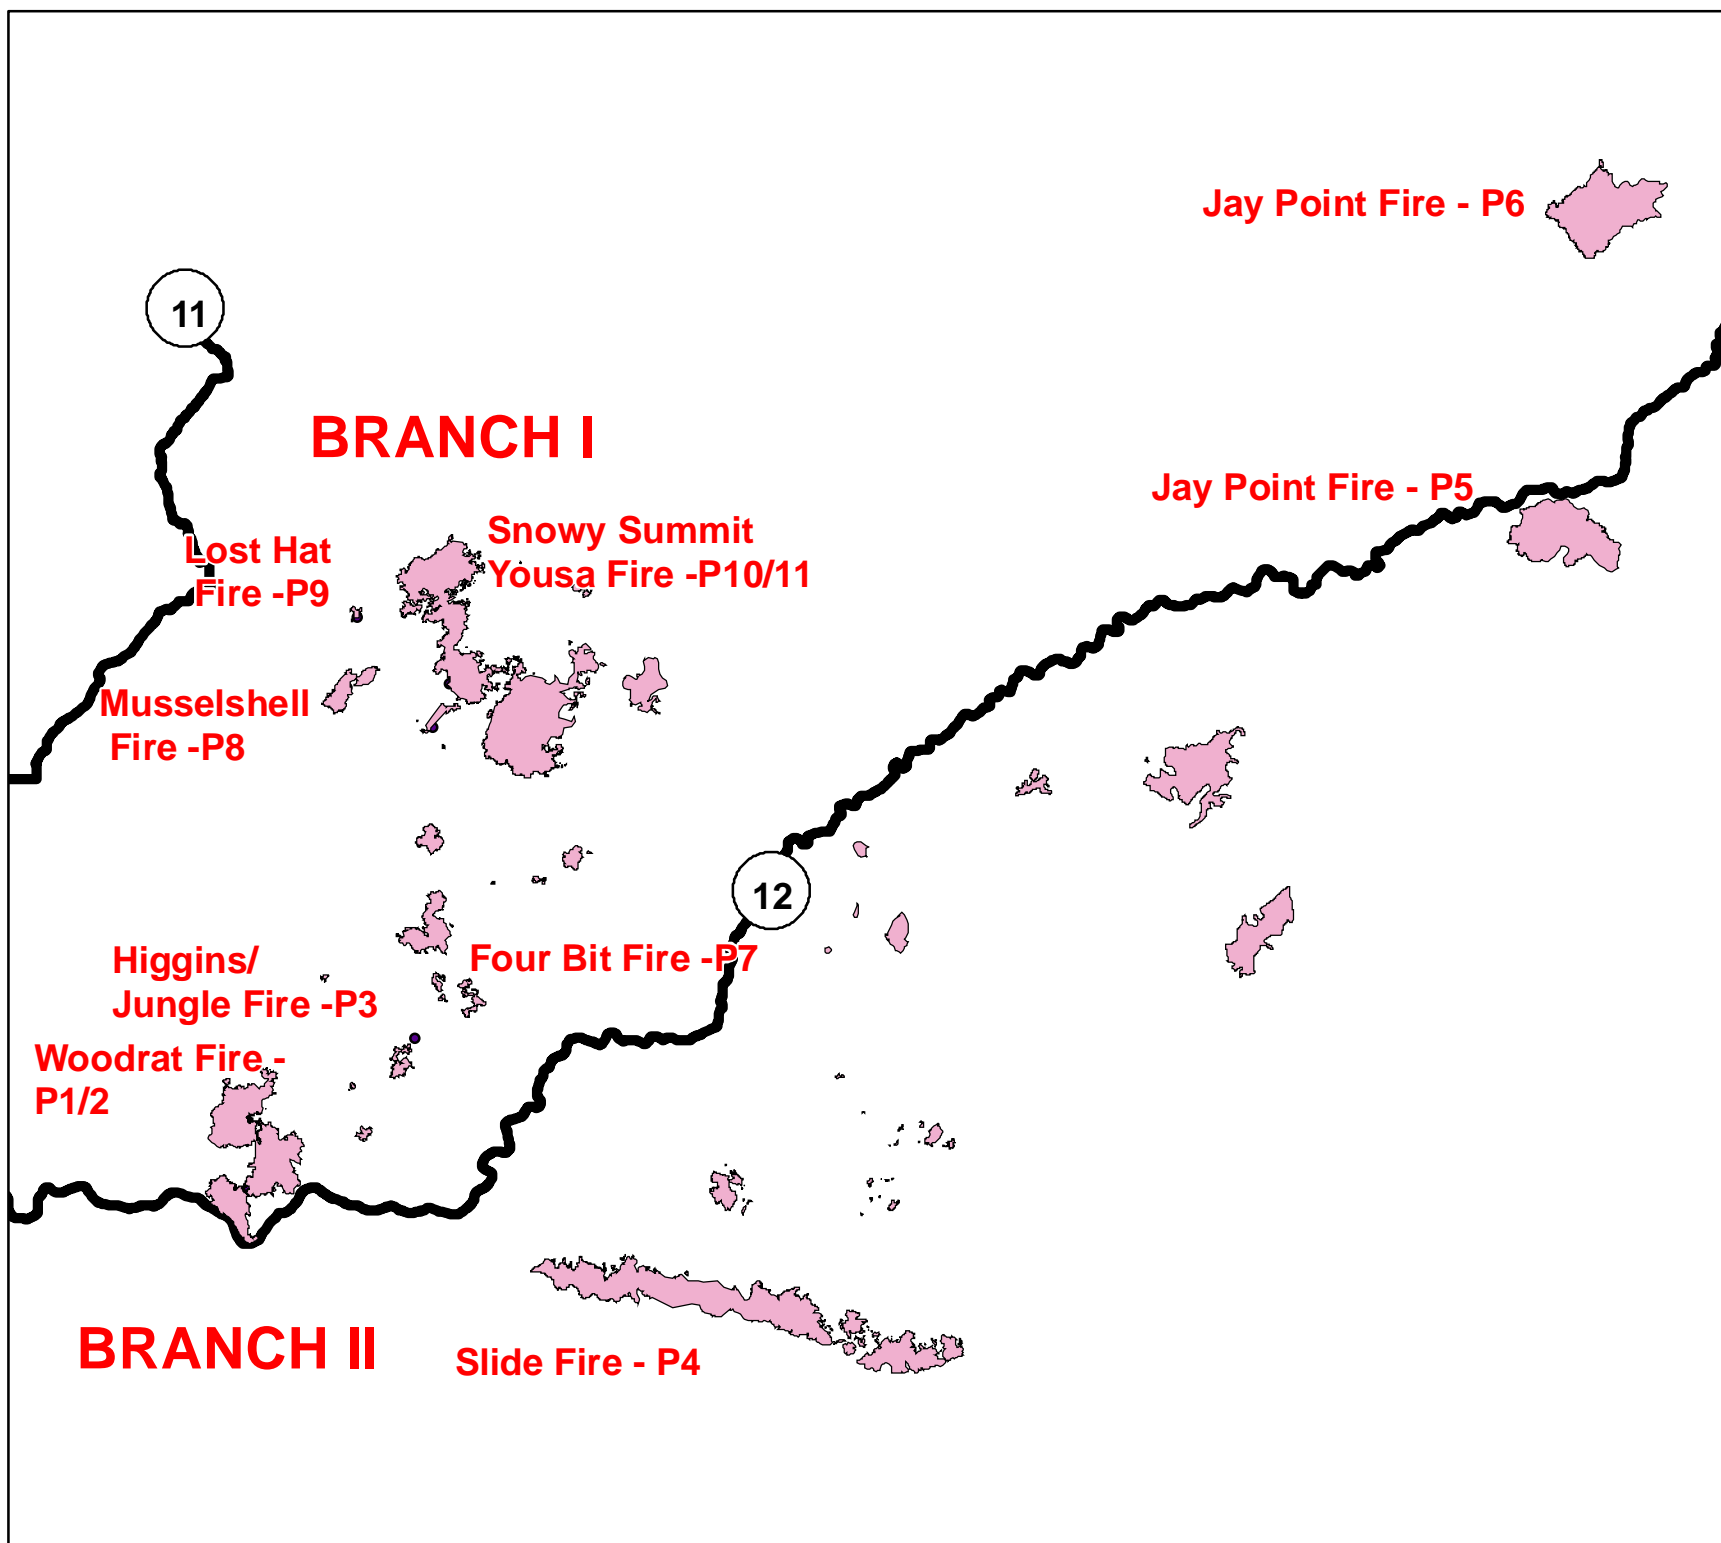 Jay Point Fire - P6
11
BRANCH I
Jay Point Fire - P5
Snowy Summit
Yousa Fire -P10/11
Lost Hat
Fire -P9
Musselshell
Fire -P8
12
Four Bit Fire -P7
Higgins/
Jungle Fire -P3
Woodrat Fire -
P1/2
BRANCH II
Slide Fire - P4